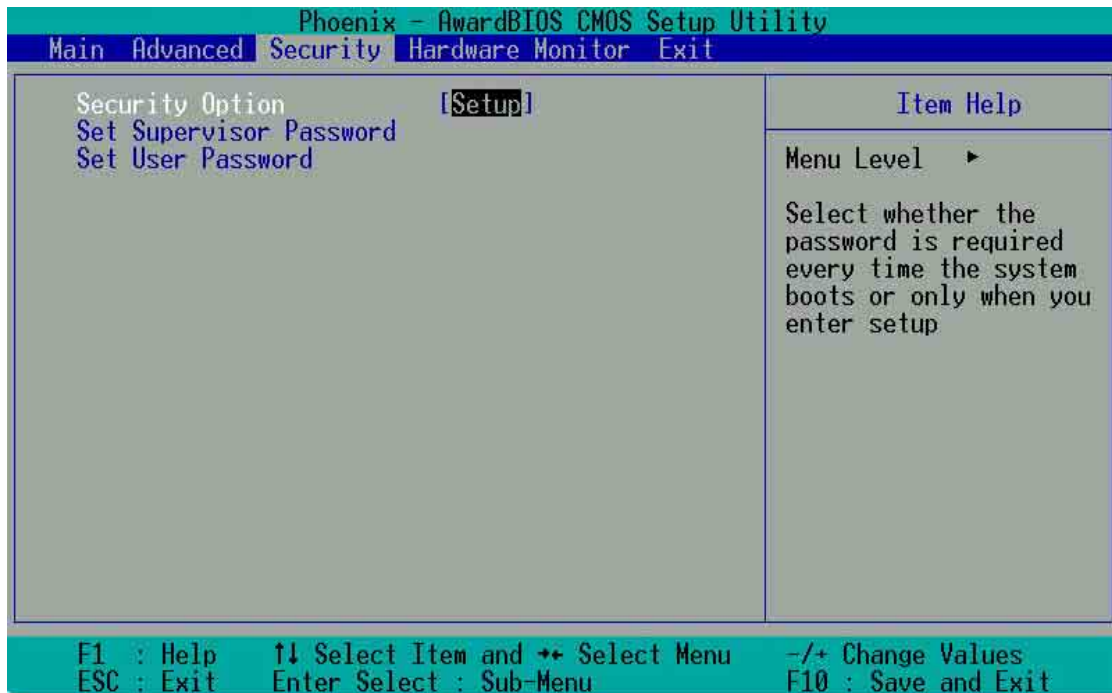 Phoenix - AwardBIOS CMOS Setup Utility
Main Advanced Security Hardware Monitor Exit
Security Option [Setup]
Set Supervisor Password
Set User Password
Item Help
Menu Level ►
Select whether the
password is required
every time the system
boots or only when you
enter setup
F1 : Help ↑↓ Select Item and →← Select Menu -/+ Change Values
ESC : Exit Enter Select : Sub-Menu F10 : Save and Exit